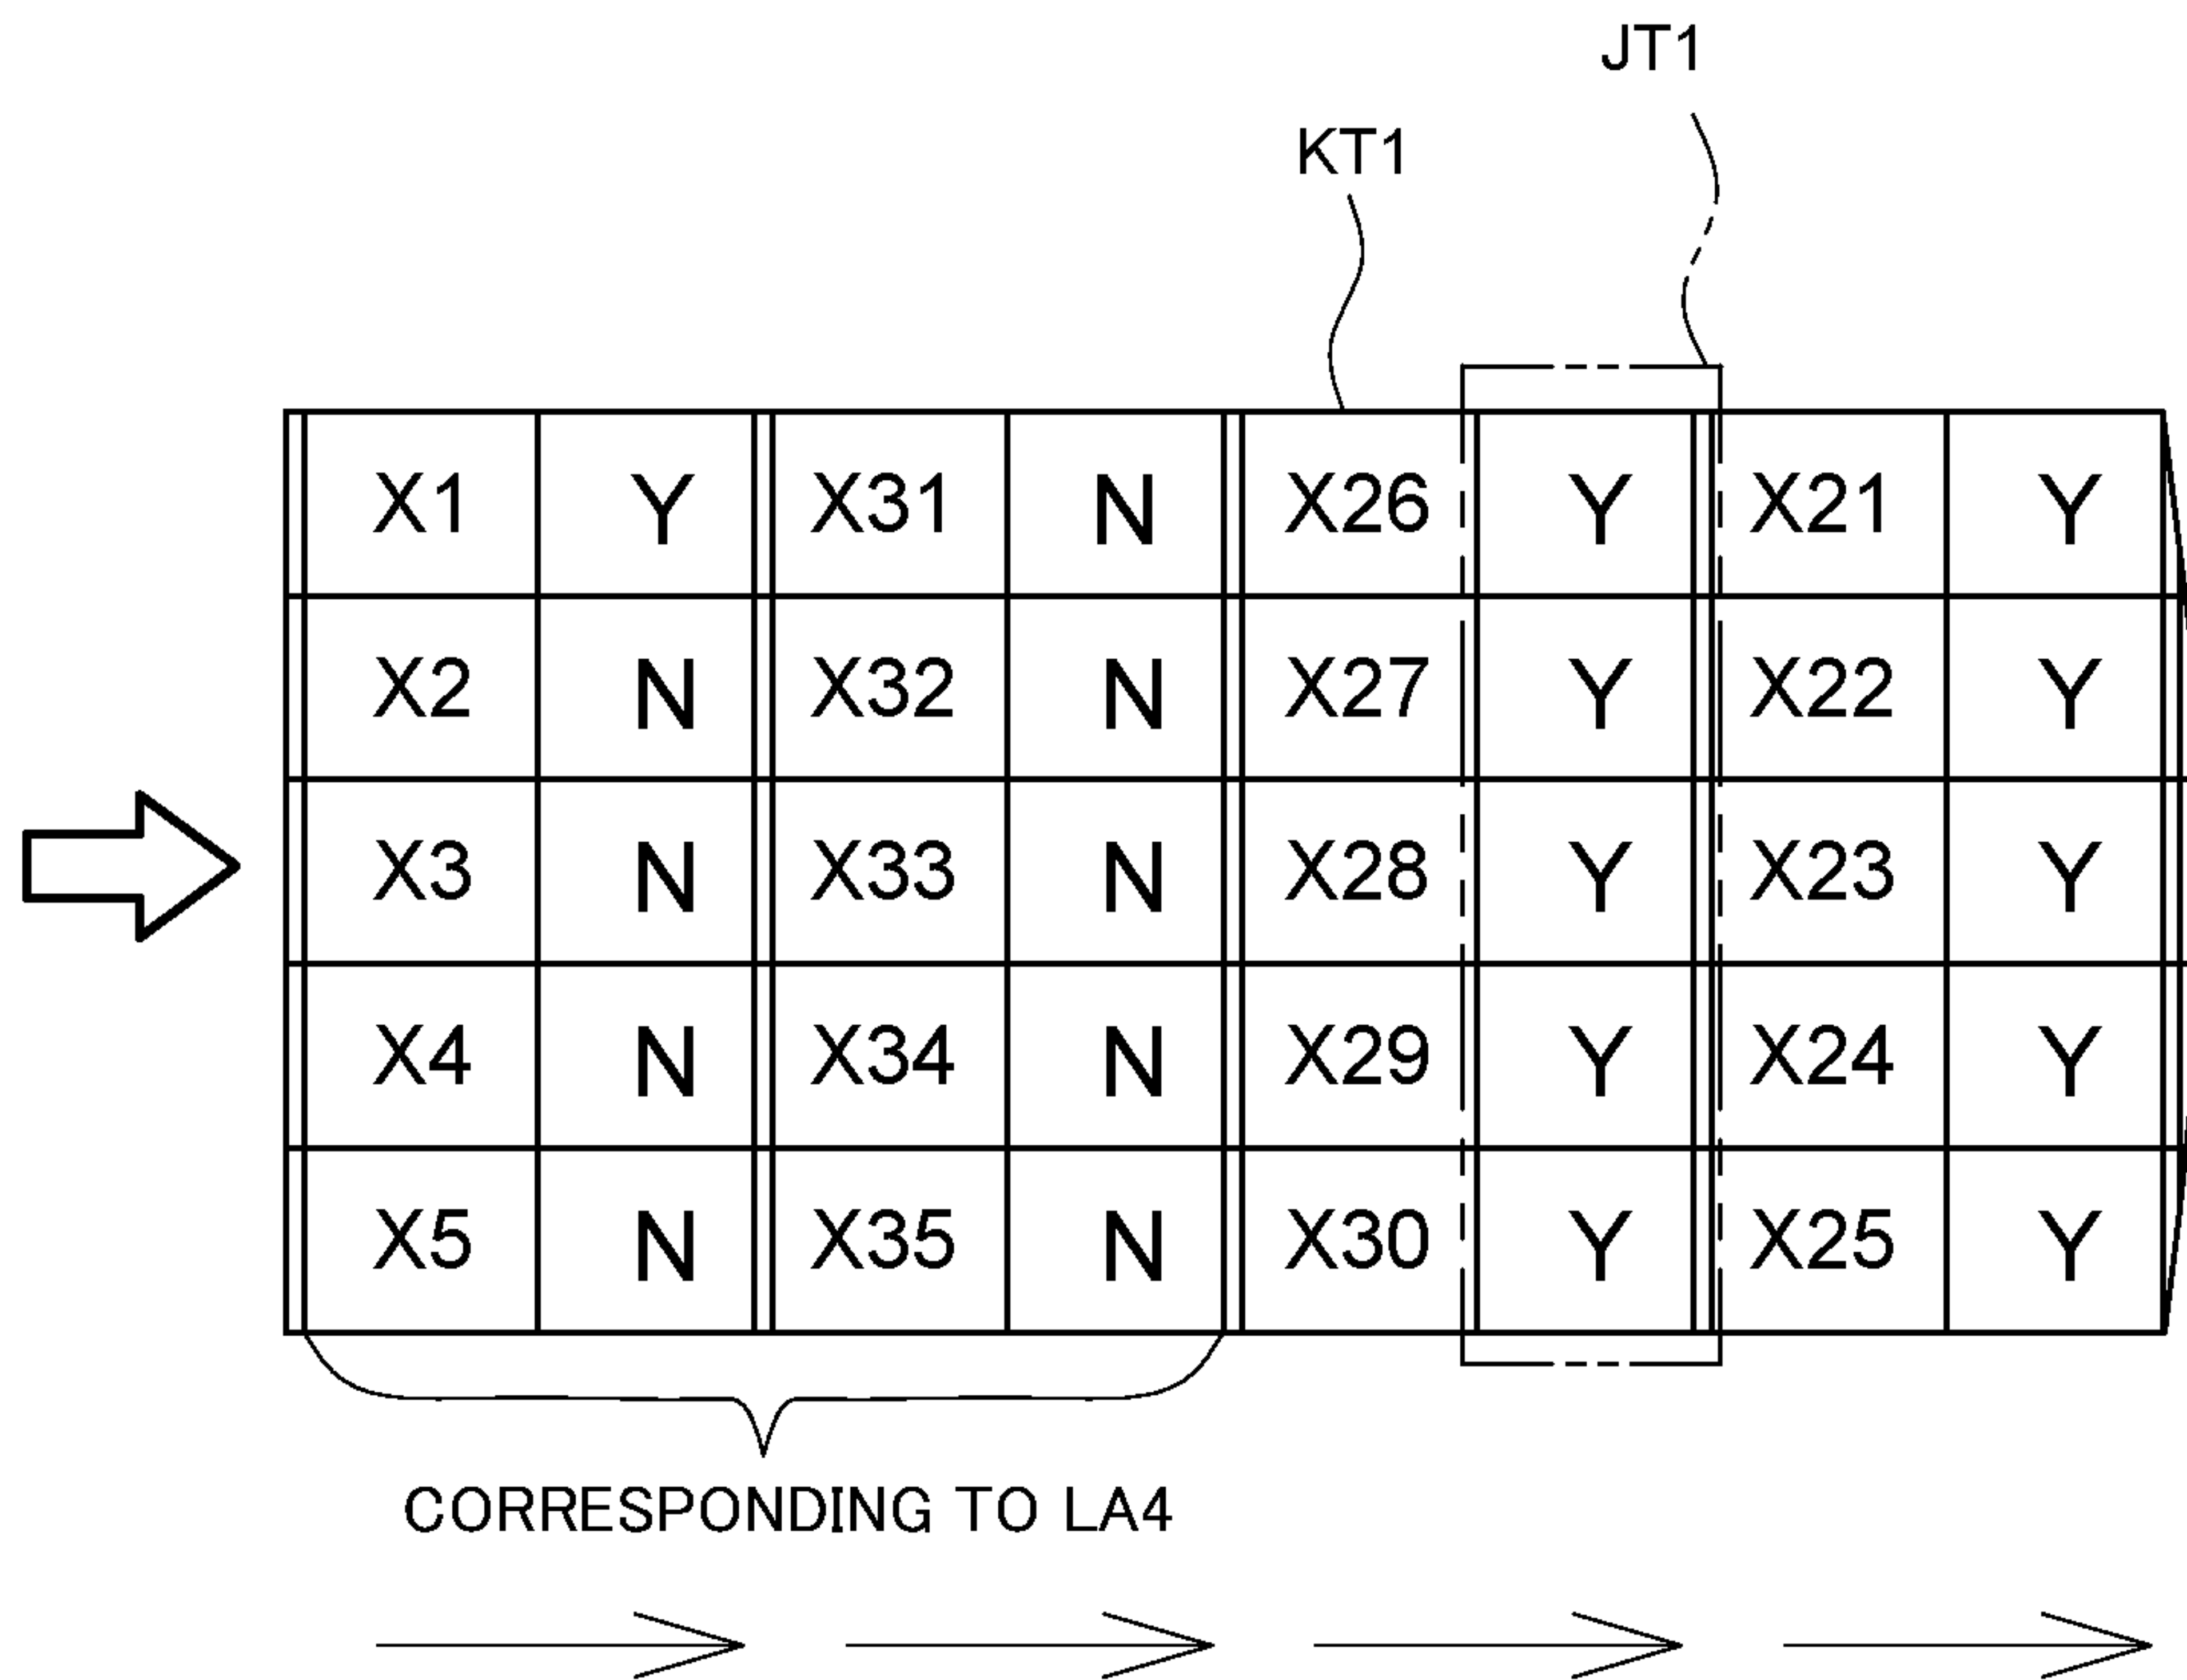 JT1
KT1
X1 Y X31 N X26 Y X21 Y
X2 N X32 N X27 Y X22 Y
X3 N X33 N X28 Y X23 Y
X4 N X34 N X29 Y X24 Y
X5 N X35 N X30 Y X25 Y
CORRESPONDING TO LA4